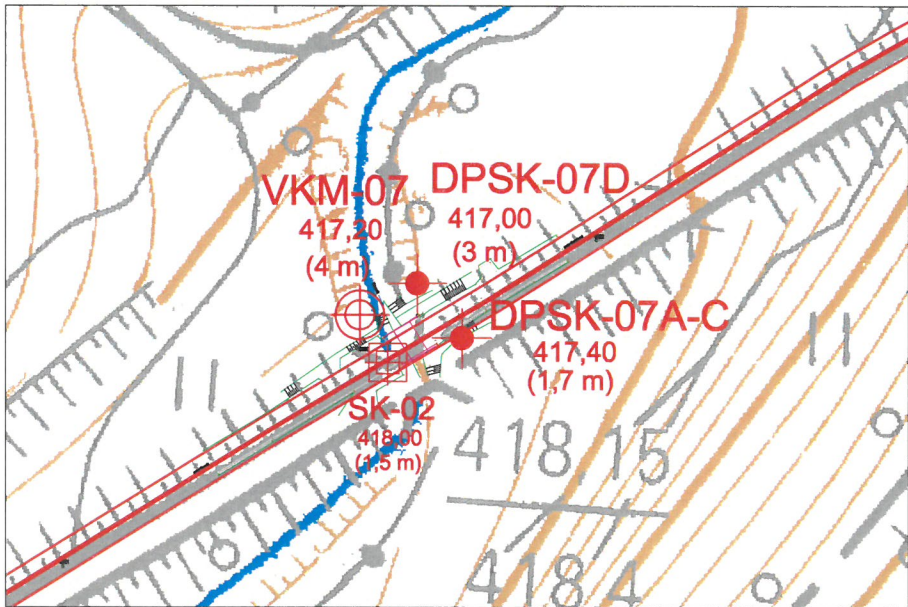 VKM-07
417,20
(4 m)
DPSK-07D
417,00
(3 m)
DPSK-07A-C
417,40
(1,7 m)
SK-02
418,00
(1,5 m)
418,15
418,4